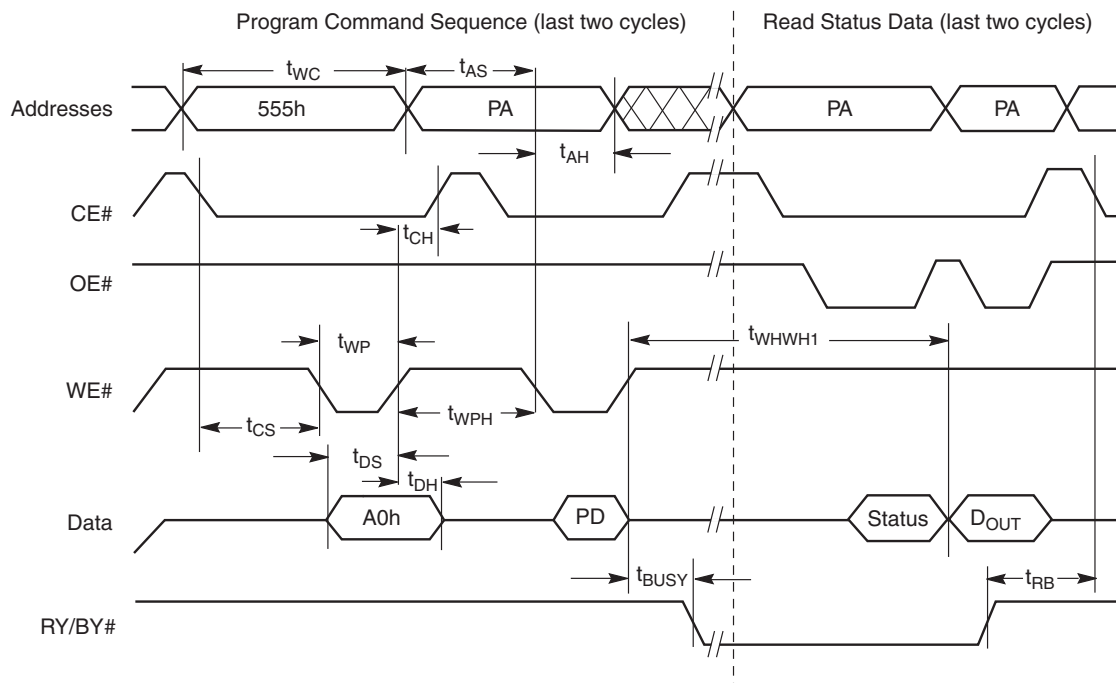 Program Command Sequence (last two cycles)
Read Status Data (last two cycles)
tWC
tAS
Addresses
555h
PA
PA
PA
tAH
CE#
tCH
OE#
tWP
tWHWH1
WE#
tCS
tWPH
tDS
tDH
Data
A0h
PD
Status
DOUT
tBUSY
tRB
RY/BY#